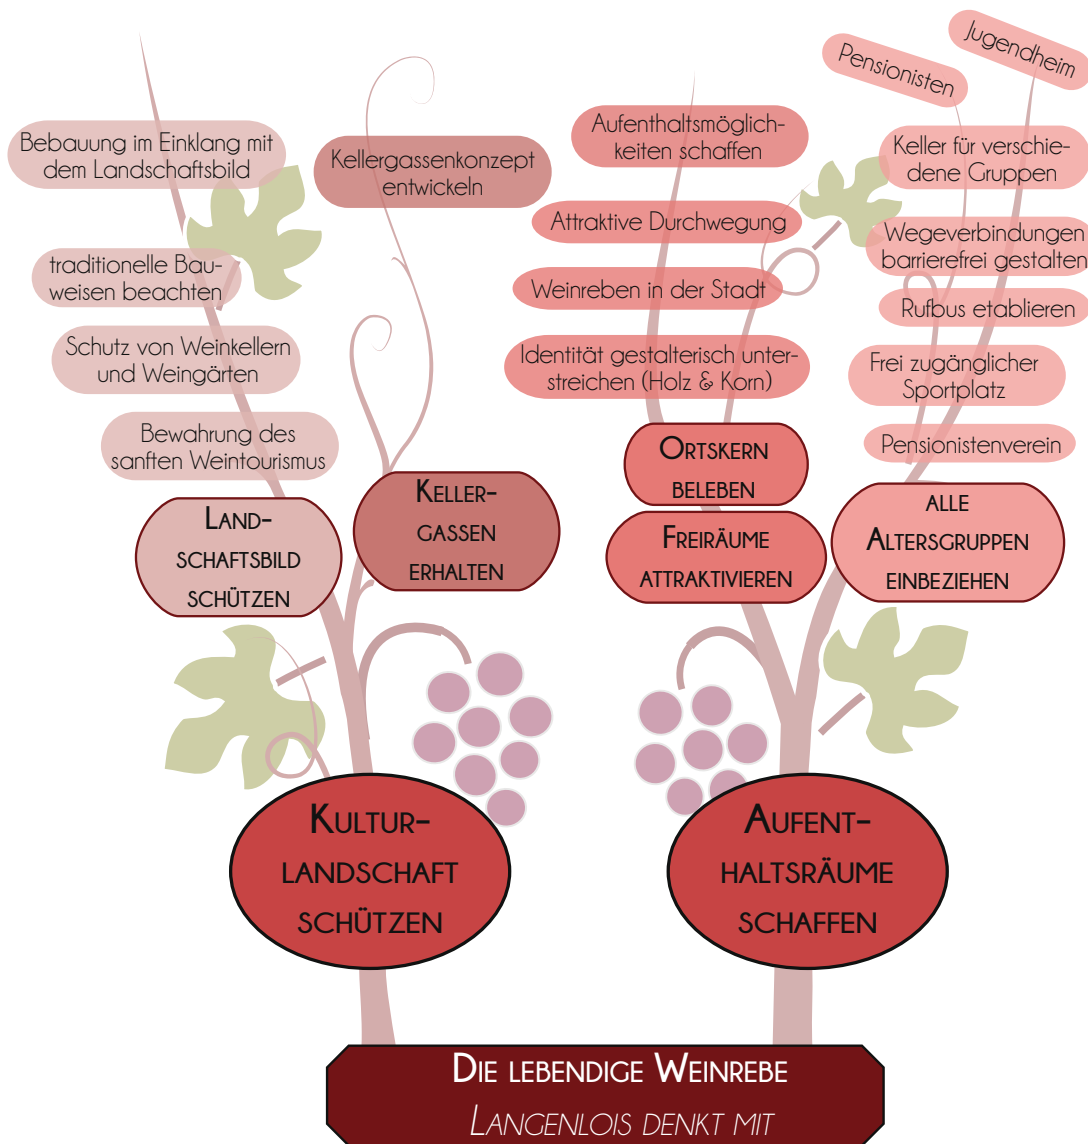 Jugendheim
Pensionisten
Bebauung im Einklang mit
dem Landschaftsbild
Kellergassenkonzept
entwickeln
Aufenthaltsmöglich-
keiten schaffen
Keller für verschie-
dene Gruppen
Attraktive Durchwegung
Wegeverbindungen
barrierefrei gestalten
traditionelle Bau-
weisen beachten
Weinreben in der Stadt
Rufbus etablieren
Schutz von Weinkellern
und Weingärten
Identität gestalterisch unter-
streichen (Holz & Korn)
Frei zugänglicher
Sportplatz
Bewahrung des
sanften Weintourismus
Pensionistenverein
Land-
schaftsbild
schützen
Keller-
gassen
erhalten
Ortskern
beleben
Freiräume
attraktivieren
alle
Altersgruppen
einbeziehen
Kultur-
landschaft
schützen
Aufent-
haltsräume
schaffen
Die lebendige Weinrebe
Langenlois denkt mit